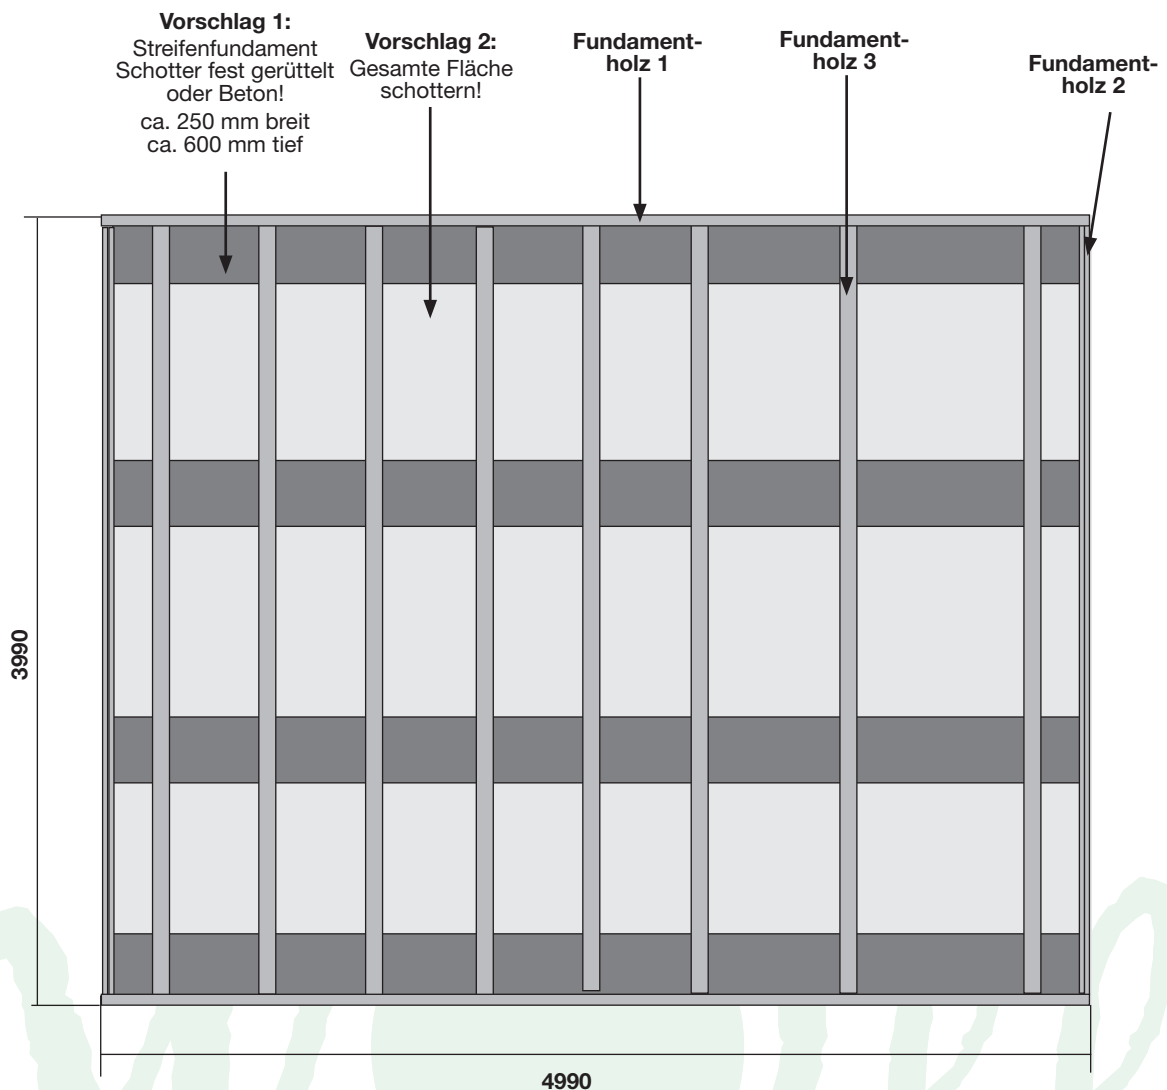 Vorschlag 1:
Streifenfundament
Schotter fest gerüttelt
oder Beton!
ca. 250 mm breit
ca. 600 mm tief
Vorschlag 2:
Gesamte Fläche
schottern!
Fundament-
holz 1
Fundament-
holz 3
Fundament-
holz 2
3990
4990